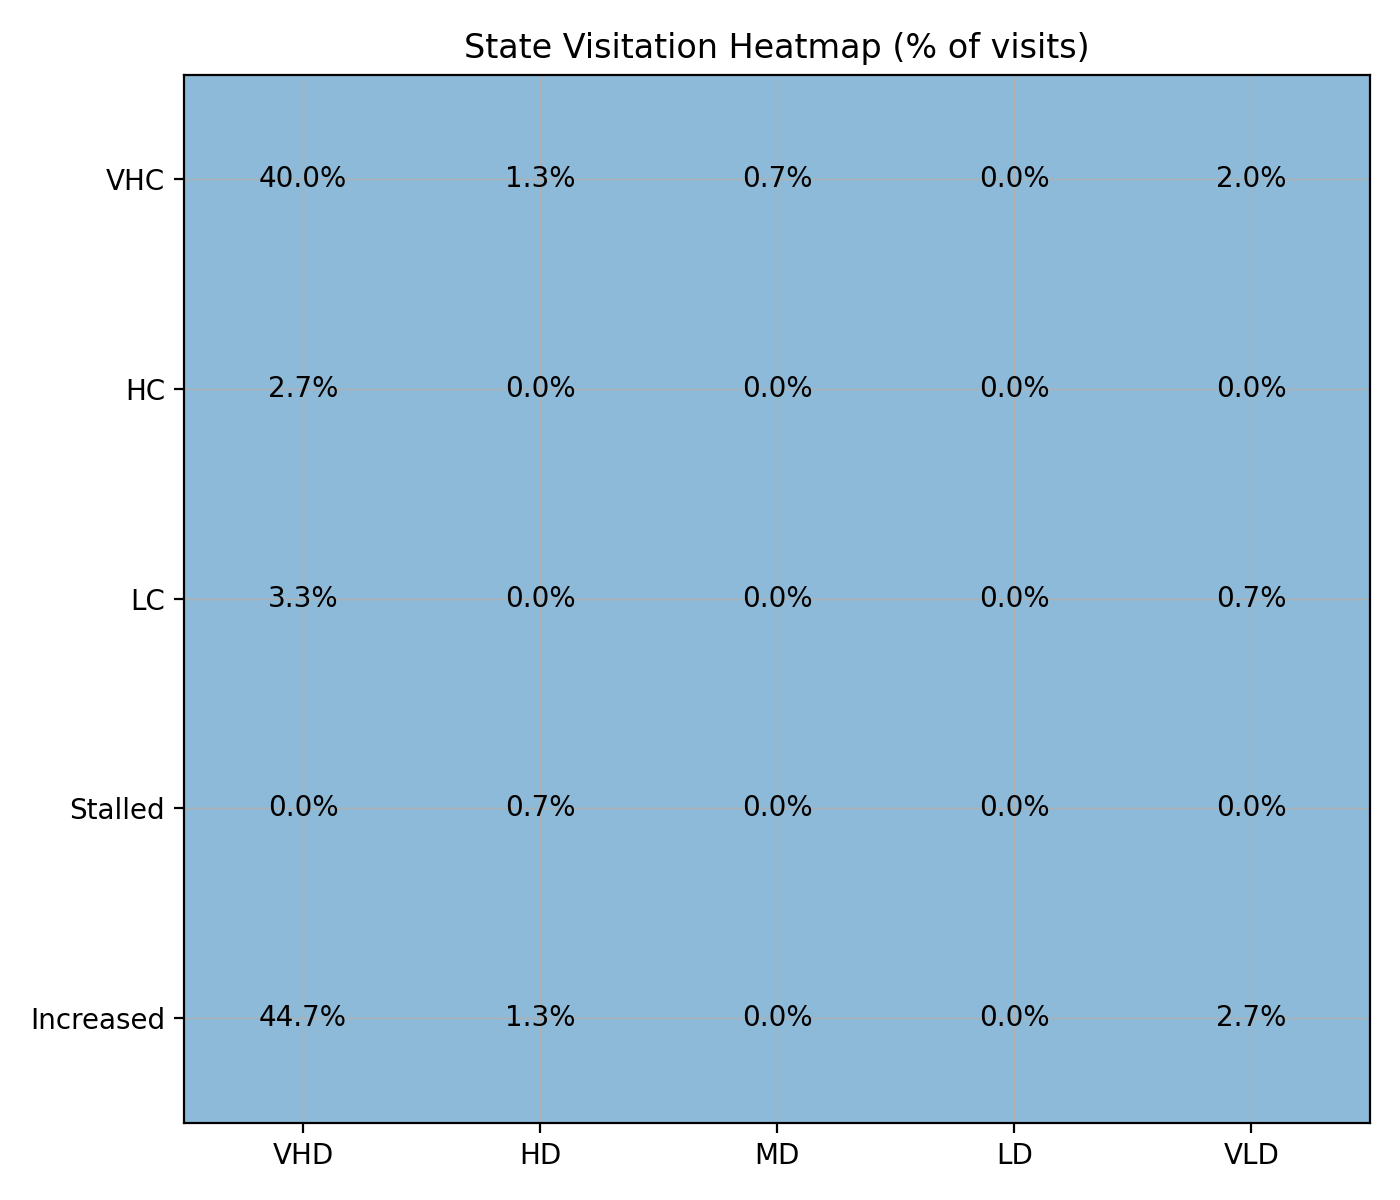 State Visitation Heatmap (% of visits)
VHC 40.0% 1.3% 0.7% 0.0% 2.0%
HC 2.7% 0.0% 0.0% 0.0% 0.0%
LC 3.3% 0.0% 0.0% 0.0% 0.7%
Stalled 0.0% 0.7% 0.0% 0.0% 0.0%
Increased 44.7% 1.3% 0.0% 0.0% 2.7%
VHD HD MD LD VLD